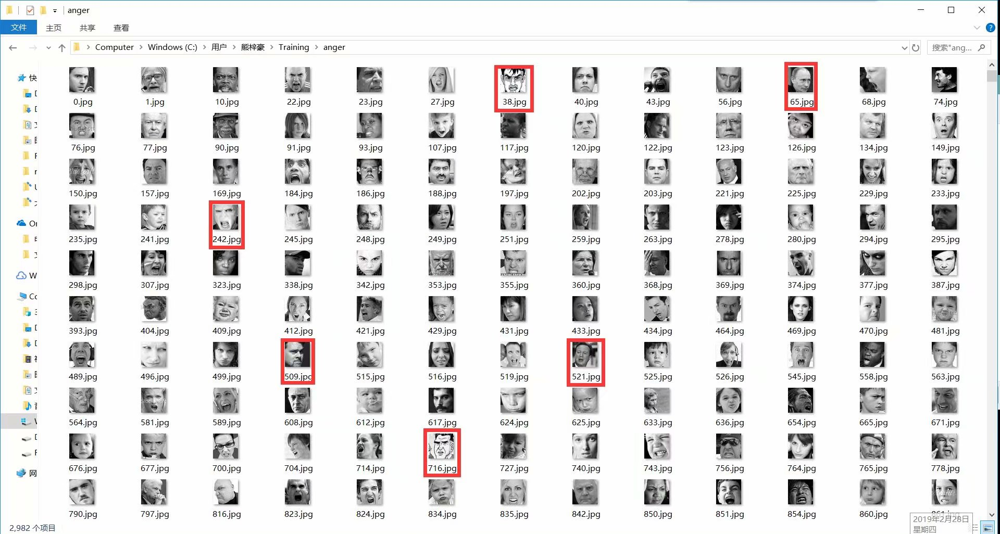 anger
文件 主页 共享 查看
Computer Windows (C:) 用户 熊梓豪 Training anger 搜索"ang...
0.jpg 1.jpg 10.jpg 22.jpg 23.jpg 27.jpg 38.jpg 40.jpg 43.jpg 56.jpg 65.jpg 68.jpg 74.jpg
76.jpg 77.jpg 90.jpg 91.jpg 93.jpg 107.jpg 117.jpg 120.jpg 122.jpg 123.jpg 126.jpg 134.jpg 149.jpg
150.jpg 157.jpg 169.jpg 184.jpg 186.jpg 188.jpg 197.jpg 202.jpg 203.jpg 221.jpg 225.jpg 229.jpg 233.jpg
235.jpg 241.jpg 242.jpg 245.jpg 248.jpg 249.jpg 251.jpg 259.jpg 263.jpg 278.jpg 280.jpg 294.jpg 295.jpg
298.jpg 307.jpg 323.jpg 338.jpg 342.jpg 353.jpg 355.jpg 360.jpg 368.jpg 369.jpg 374.jpg 377.jpg 387.jpg
393.jpg 404.jpg 409.jpg 412.jpg 421.jpg 429.jpg 431.jpg 433.jpg 434.jpg 464.jpg 469.jpg 470.jpg 481.jpg
489.jpg 496.jpg 499.jpg 509.jpg 515.jpg 516.jpg 519.jpg 521.jpg 525.jpg 526.jpg 545.jpg 558.jpg 563.jpg
564.jpg 581.jpg 589.jpg 608.jpg 612.jpg 617.jpg 624.jpg 625.jpg 633.jpg 636.jpg 654.jpg 665.jpg 671.jpg
676.jpg 677.jpg 700.jpg 704.jpg 714.jpg 716.jpg 727.jpg 740.jpg 743.jpg 756.jpg 764.jpg 765.jpg 778.jpg
790.jpg 797.jpg 816.jpg 823.jpg 824.jpg 834.jpg 835.jpg 842.jpg 850.jpg 851.jpg 854.jpg 860.jpg 861.jpg
2,982 个项目
2019年2月28日
星期四